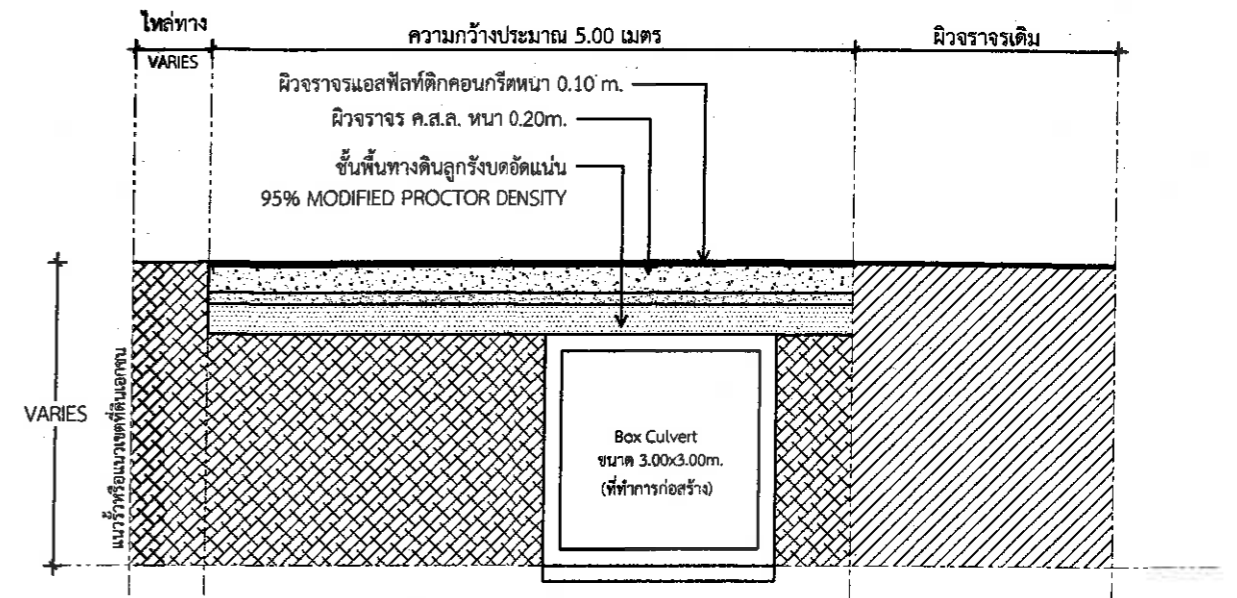 ไหล่ทาง
VARIES
ความกว้างประมาณ 5.00 เมตร
ผิวจราจรเดิม
ผิวจราจรแอสฟัลท์ติกคอนกรีตหนา 0.10 m.
ผิวจราจร ค.ส.ล. หนา 0.20m.
ชั้นพื้นทางดินลูกรังบดอัดแน่น
95% MODIFIED PROCTOR DENSITY
VARIES
แนวรั้วหรือแนวเขตที่ดินเอกชน
Box Culvert
ขนาด 3.00x3.00m.
(ที่ทำการก่อสร้าง)